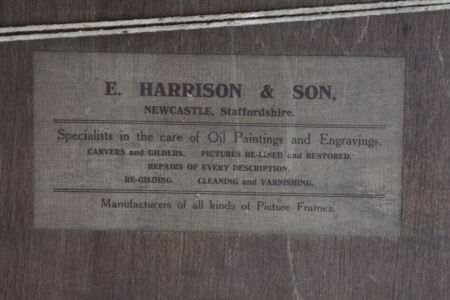 E. HARRISON & SON,
NEWCASTLE, Staffordshire.
Specialists in the care of Oil Paintings and Engravings.
CARVERS and GILDERS. PICTURES RE-LINED and RESTORED.
REPAIRS OF EVERY DESCRIPTION.
RE-GILDING. CLEANING and VARNISHING.
Manufacturers of all kinds of Picture Frames.